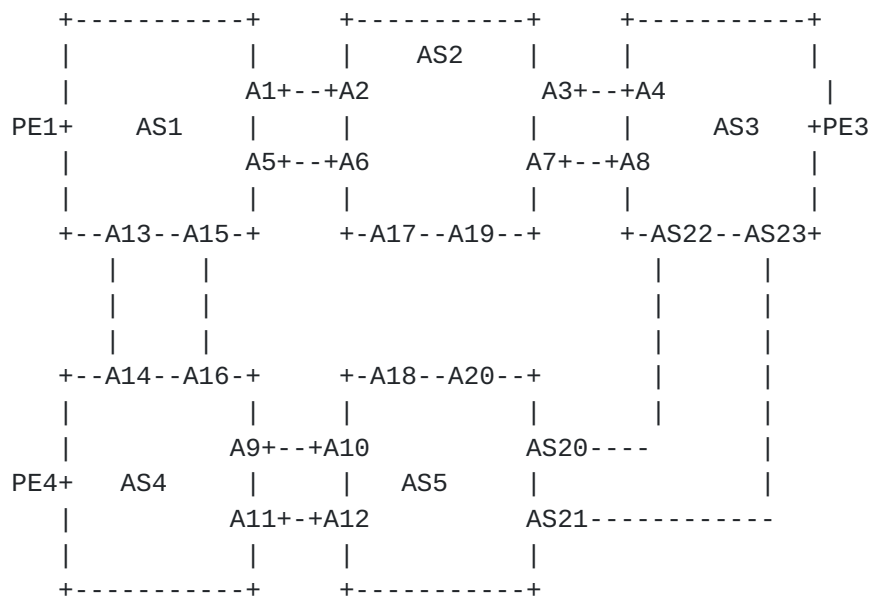 AS2
A1 A2 A3 A4
PE1 AS1 AS3 PE3
A5 A6 A7 A8
A13 A15 A17 A19 AS22 AS23
A14 A16 A18 A20
A9 A10 AS20
PE4 AS4 AS5
A11 A12 AS21